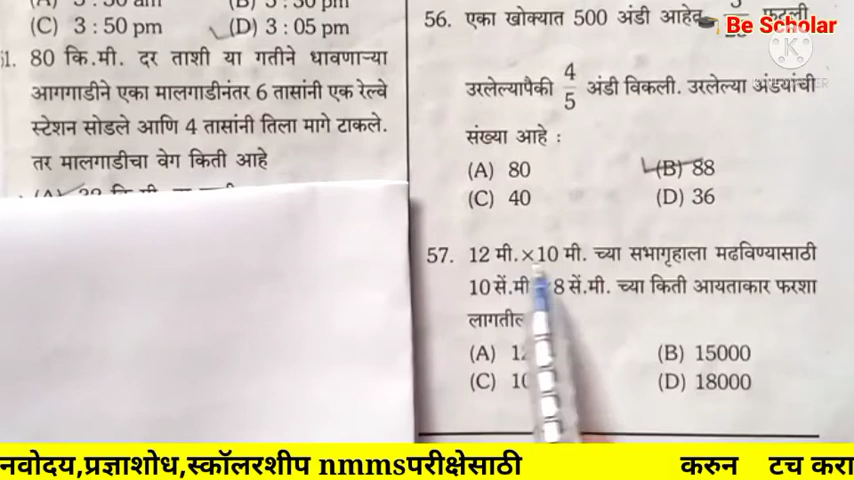 (C) 3 : 50 pm
(D) 3 : 05 pm
80 कि.मी. दर ताशी या गतीने धावणाऱ्या
आगगाडीने एका मालगाडीनंतर 6 तासांनी एक रेल्वे
स्टेशन सोडले आणि 4 तासांनी तिला मागे टाकले.
तर मालगाडीचा वेग किती आहे
56. एका खोक्यात 500 अंडी आहेत
Be Scholar
उरलेल्यापैकी 4/5 अंडी विकली. उरलेल्या अंडयांची
संख्या आहे :
(A) 80
(B) 88
(C) 40
(D) 36
57. 12 मी.×10 मी. च्या सभागृहाला मढविण्यासाठी
10 सें.मी 8 सें.मी. च्या किती आयताकार फरशा
लागतील
(A)
(B) 15000
(C)
(D) 18000
नवोदय,प्रज्ञाशोध,स्कॉलरशीप nmmsपरीक्षेसाठी करुन टच करा